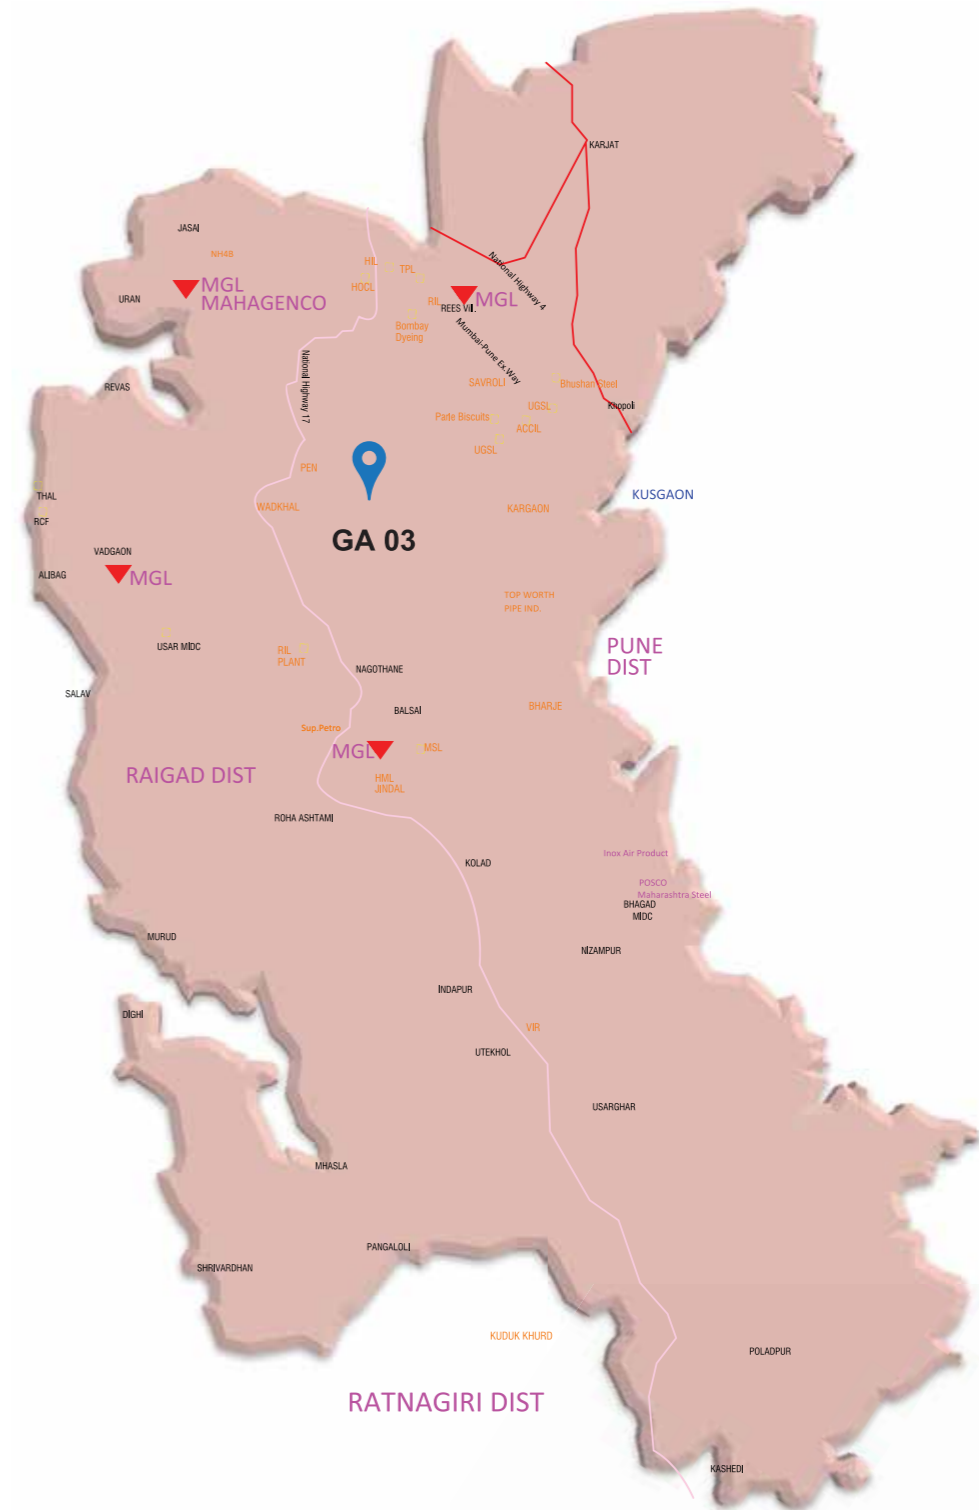 KARJAT
JASAI
NH4B
HIL
TPL
National Highway 4
MGL
MAHAGENCO
HOCL
URAN
RIL
MGL
REES Vil.
Bombay
Dyeing
Mumbai-Pune Ex.Way
National Highway 17
REVAS
SAVROLI
Bhushan Steel
UGSL
Khopoli
Parle Biscuits
ACCIL
UGSL
PEN
THAL
WADKHAL
KARGAON
KUSGAON
RCF
GA 03
VADGAON
ALIBAG
MGL
TOP WORTH
PIPE IND.
USAR MIDC
RIL
PLANT
PUNE
DIST
NAGOTHANE
SALAV
BALSAI
BHARJE
Sup.Petro
MGL
MSL
RAIGAD DIST
HML
JINDAL
ROHA ASHTAMI
KOLAD
Inox Air Product
POSCO
Maharashtra Steel
BHAGAD
MIDC
MURUD
NIZAMPUR
INDAPUR
DIGHI
VIR
UTEKHOL
USARGHAR
MHASLA
PANGALOLI
SHRIVARDHAN
KUDUK KHURD
POLADPUR
RATNAGIRI DIST
KASHEDI